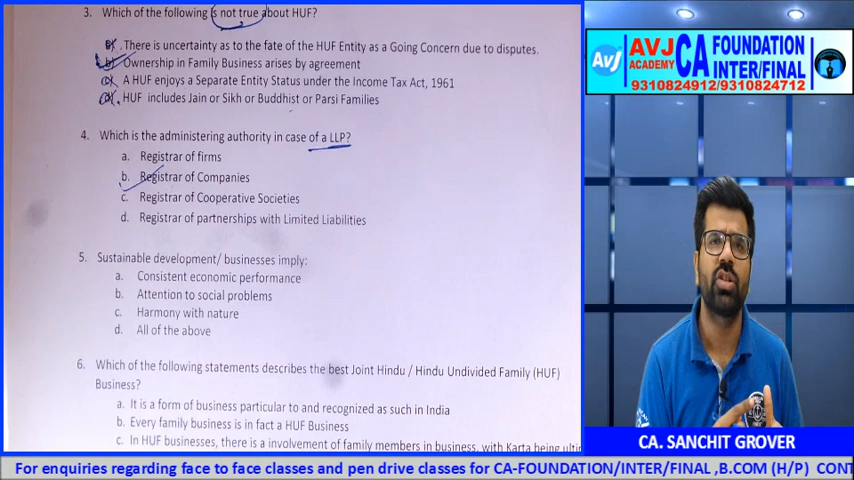 3. Which of the following is not true about HUF?
a. There is uncertainty as to the fate of the HUF Entity as a Going Concern due to disputes.
b. Ownership in Family Business arises by agreement
c. A HUF enjoys a Separate Entity Status under the Income Tax Act, 1961
d. HUF includes Jain or Sikh or Buddhist or Parsi Families
4. Which is the administering authority in case of a LLP?
a. Registrar of firms
b. Registrar of Companies
c. Registrar of Cooperative Societies
d. Registrar of partnerships with Limited Liabilities
5. Sustainable development/ businesses imply:
a. Consistent economic performance
b. Attention to social problems
c. Harmony with nature
d. All of the above
6. Which of the following statements describes the best Joint Hindu / Hindu Undivided Family (HUF)
Business?
a. It is a form of business particular to and recognized as such in India
b. Every family business is in fact a HUF Business
c. In HUF businesses, there is a involvement of family members in business, with Karta being ultim
AVJ
AVJ
ACADEMY
CA FOUNDATION
INTER/FINAL
9310824912/9310824712
CA. SANCHIT GROVER
For enquiries regarding face to face classes and pen drive classes for CA-FOUNDATION/INTER/FINAL ,B.COM (H/P) CONT